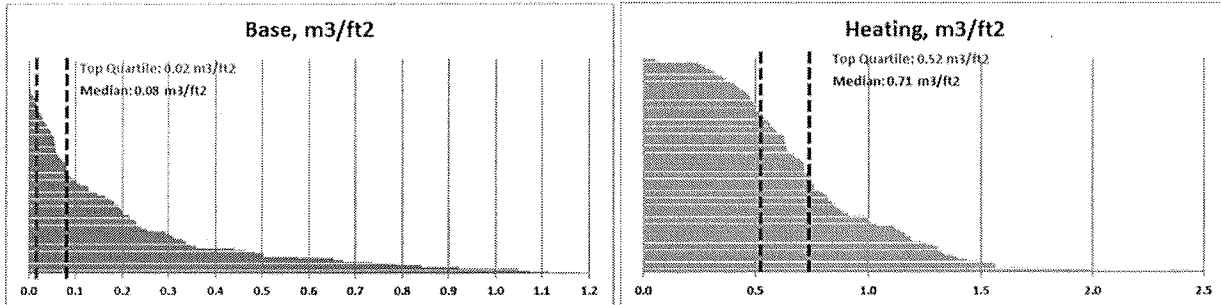 Base, m3/ft2
Top Quartile: 0.02 m3/ft2
Median: 0.08 m3/ft2
0.0 0.1 0.2 0.3 0.4 0.5 0.6 0.7 0.8 0.9 1.0 1.1 1.2
Heating, m3/ft2
Top Quartile: 0.52 m3/ft2
Median: 0.71 m3/ft2
0.0 0.5 1.0 1.5 2.0 2.5